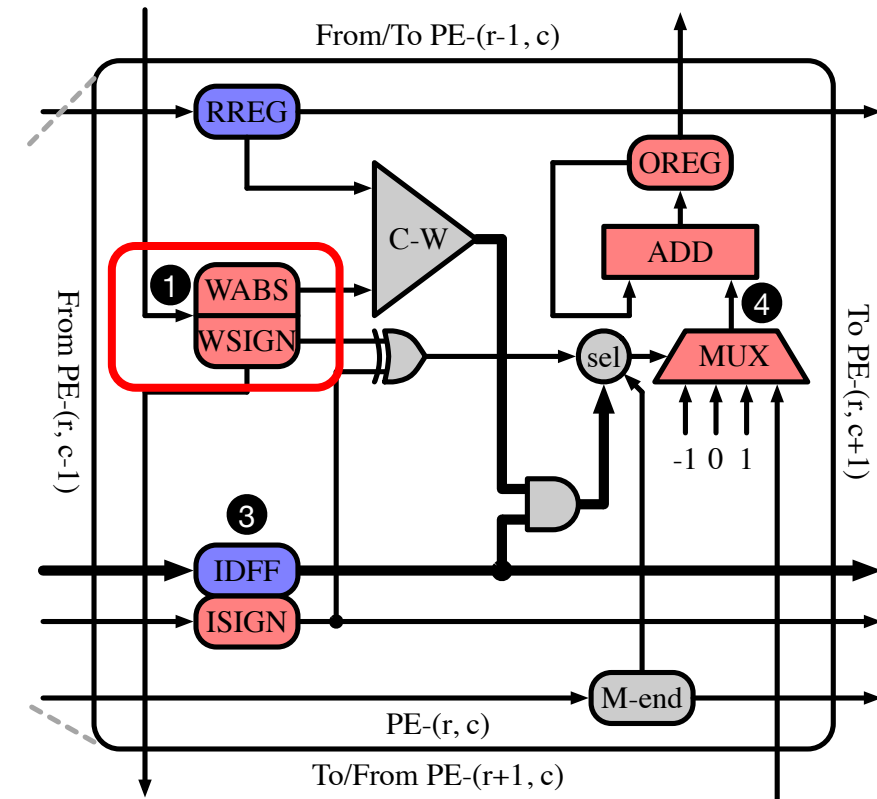 From/To PE-(r-1, c)
RREG
OREG
C-W
ADD
1
WABS
WSIGN
4
sel
MUX
-1 0 1
From PE-(r, c-1)
To PE-(r, c+1)
3
IDFF
ISIGN
M-end
PE-(r, c)
To/From PE-(r+1, c)